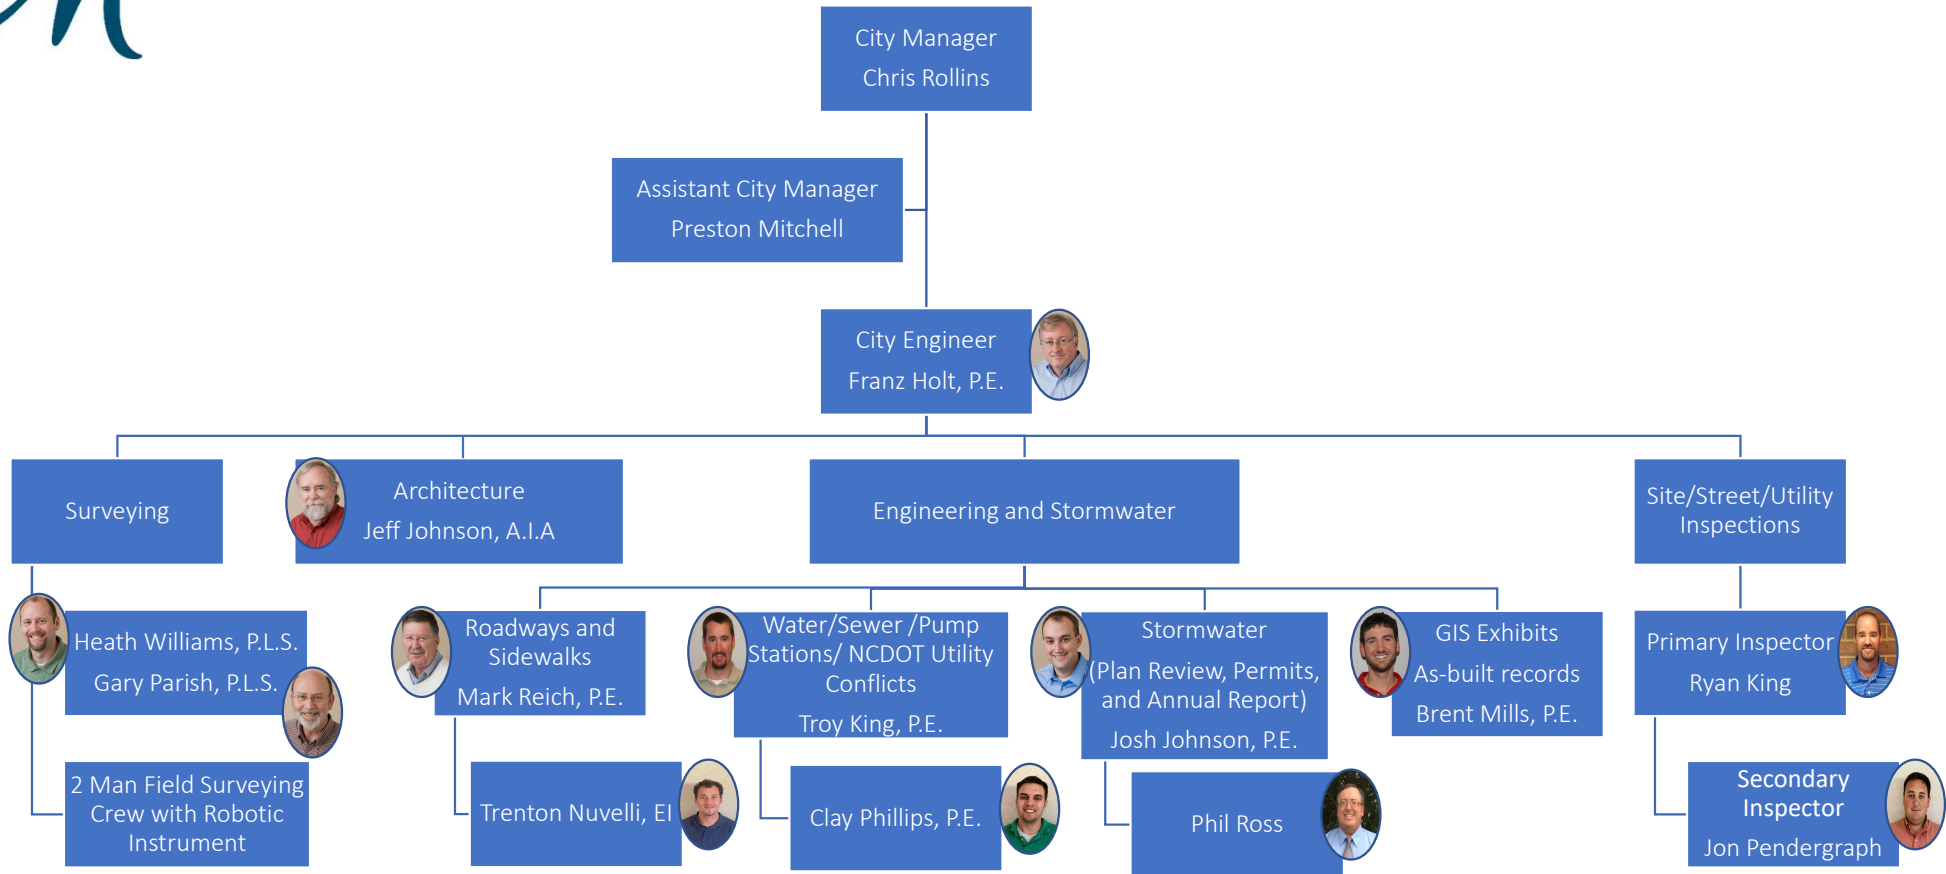 City Manager
Chris Rollins
Assistant City Manager
Preston Mitchell
City Engineer
Franz Holt, P.E.
Surveying
Architecture
Jeff Johnson, A.I.A
Engineering and Stormwater
Site/Street/Utility
Inspections
Heath Williams, P.L.S.
Gary Parish, P.L.S.
2 Man Field Surveying
Crew with Robotic
Instrument
Roadways and
Sidewalks
Mark Reich, P.E.
Trenton Nuvelli, EI
Water/Sewer /Pump
Stations/ NCDOT Utility
Conflicts
Troy King, P.E.
Clay Phillips, P.E.
Stormwater
(Plan Review, Permits,
and Annual Report)
Josh Johnson, P.E.
Phil Ross
GIS Exhibits
As-built records
Brent Mills, P.E.
Primary Inspector
Ryan King
Secondary
Inspector
Jon Pendergraph